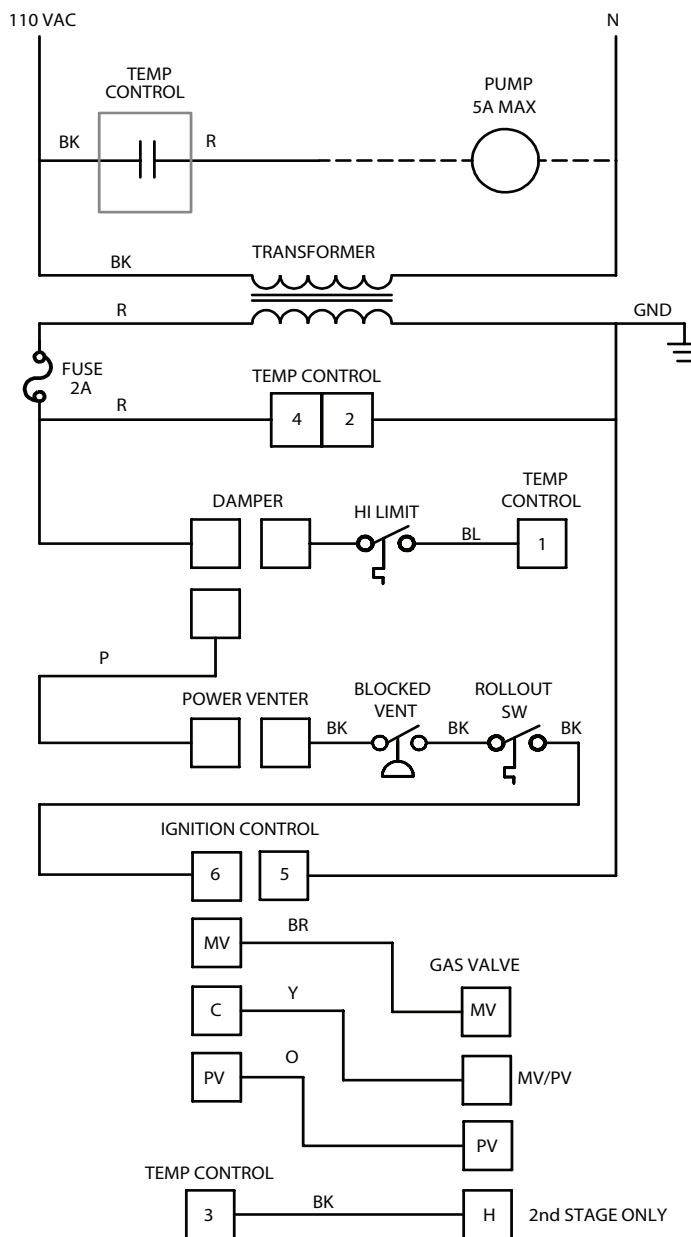 110 VAC
N
TEMP
CONTROL
PUMP
5A MAX
BK
R
TRANSFORMER
BK
R
GND
FUSE
2A
TEMP CONTROL
R
4
2
DAMPER
HI LIMIT
TEMP
CONTROL
BL
1
P
POWER VENTER
BLOCKED
VENT
ROLLOUT
SW
BK
BK
BK
IGNITION CONTROL
6
5
MV
BR
GAS VALVE
MV
C
Y
MV/PV
PV
O
PV
TEMP CONTROL
3
BK
H
2nd STAGE ONLY